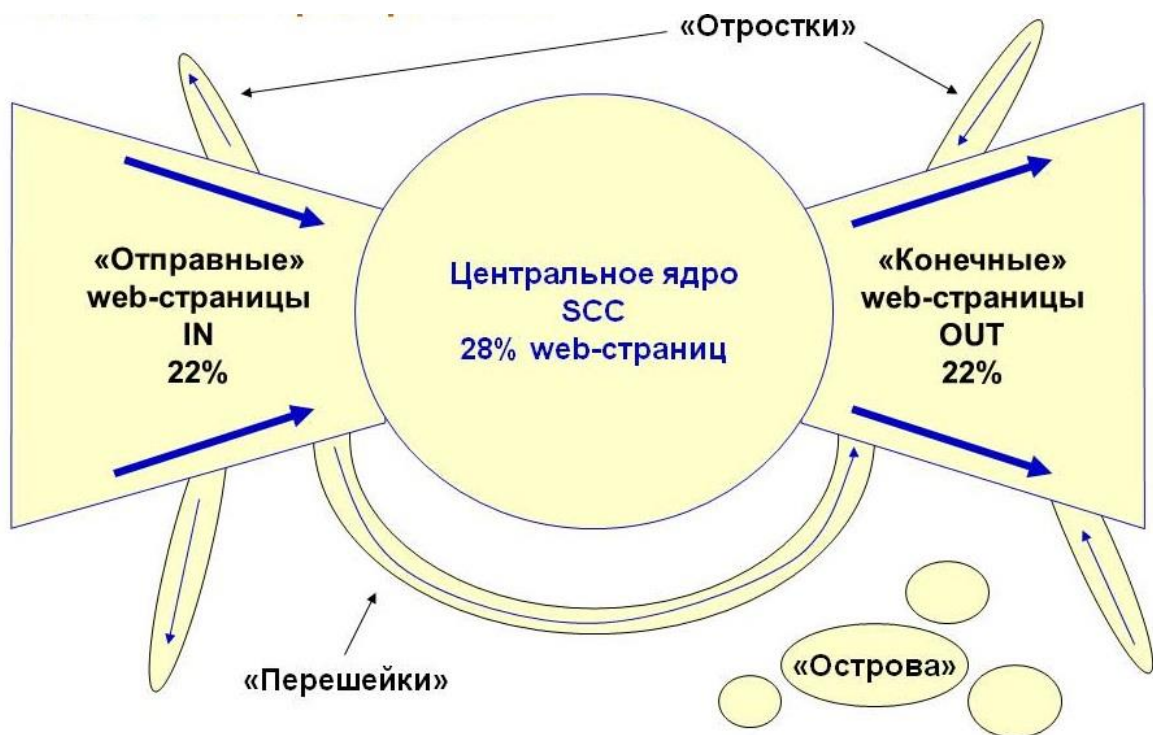 «Отростки»
«Отправные»
web-страницы
IN
22%
Центральное ядро
SCC
28% web-страниц
«Конечные»
web-страницы
OUT
22%
«Перешейки»
«Острова»